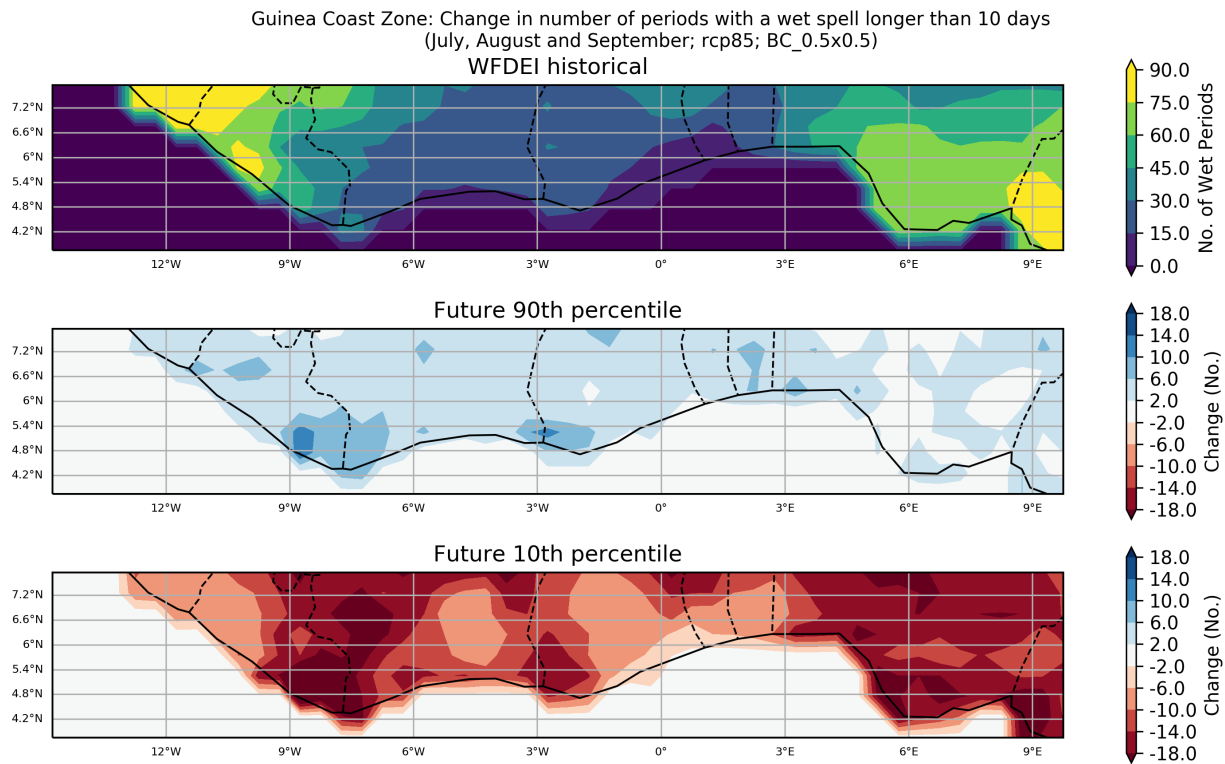 Guinea Coast Zone: Change in number of periods with a wet spell longer than 10 days
(July, August and September; rcp85; BC_0.5x0.5)
WFDEI historical
7.2°N
6.6°N
6°N
5.4°N
4.8°N
4.2°N
12°W 9°W 6°W 3°W 0° 3°E 6°E 9°E
90.0
75.0
60.0
45.0
30.0
15.0
0.0
No. of Wet Periods
Future 90th percentile
7.2°N
6.6°N
6°N
5.4°N
4.8°N
4.2°N
12°W 9°W 6°W 3°W 0° 3°E 6°E 9°E
18.0
14.0
10.0
6.0
2.0
-2.0
-6.0
-10.0
-14.0
-18.0
Change (No.)
Future 10th percentile
7.2°N
6.6°N
6°N
5.4°N
4.8°N
4.2°N
12°W 9°W 6°W 3°W 0° 3°E 6°E 9°E
18.0
14.0
10.0
6.0
2.0
-2.0
-6.0
-10.0
-14.0
-18.0
Change (No.)